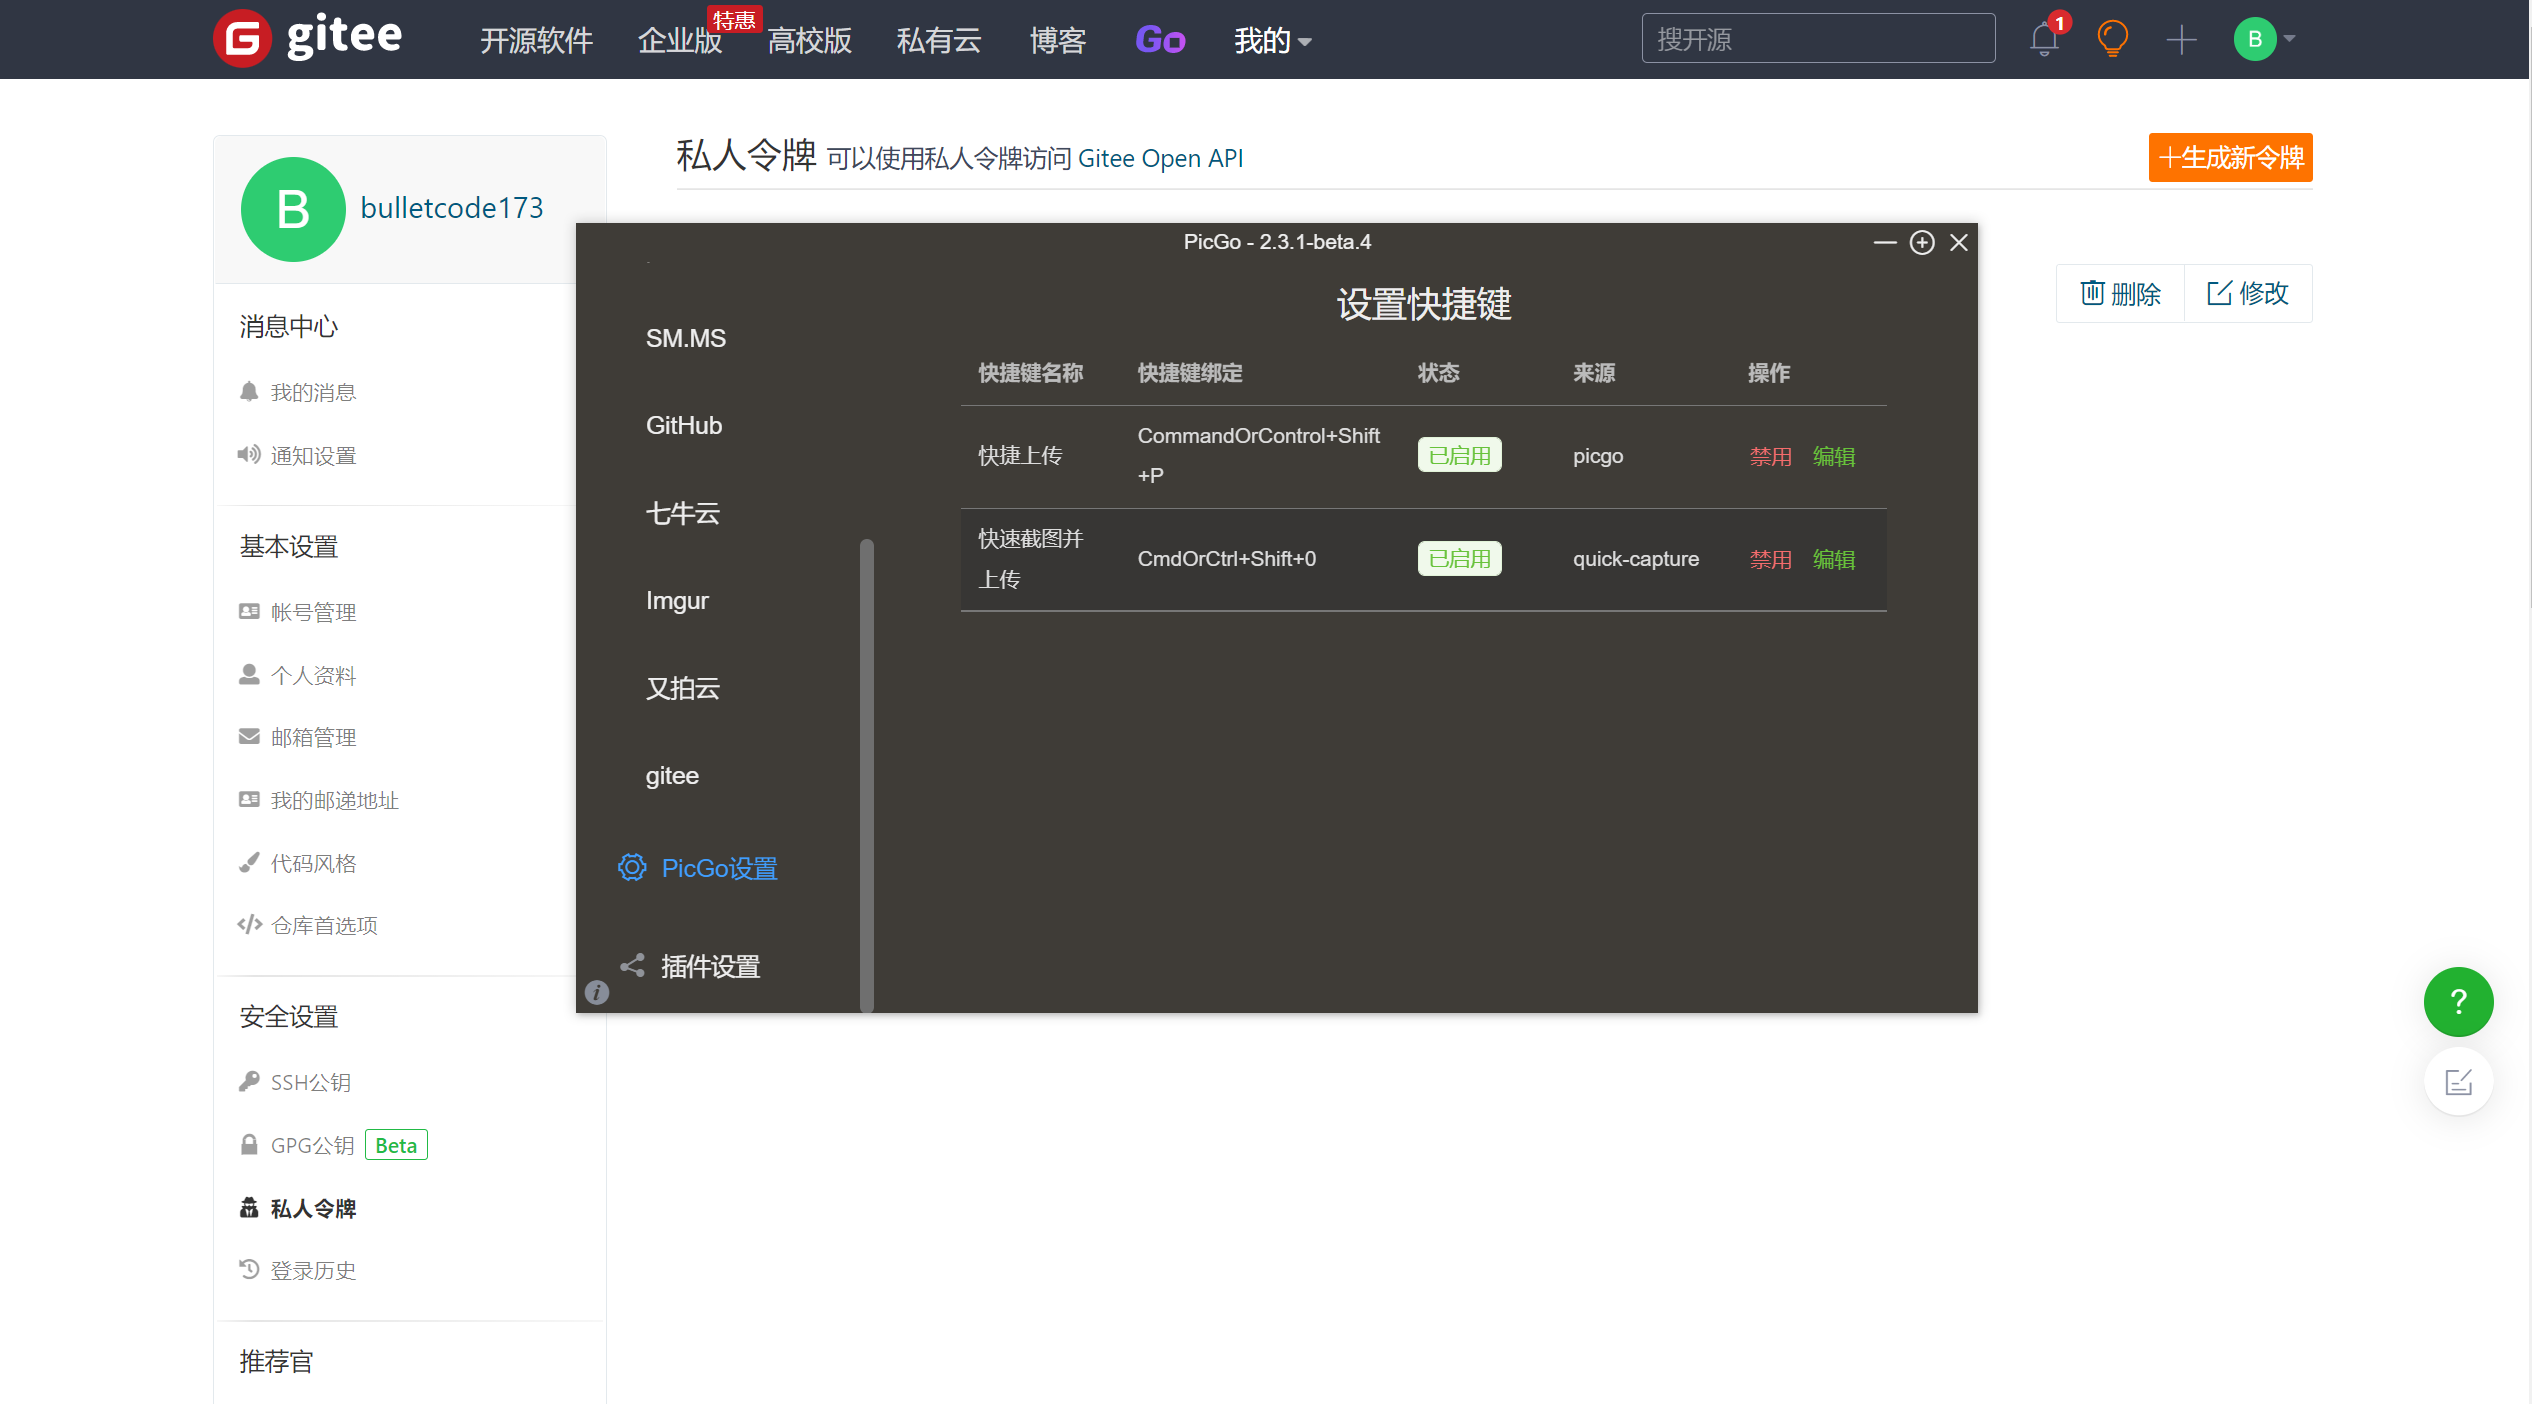 gitee
开源软件
企业版
特惠
高校版
私有云
博客
Go
我的
搜开源
1
B
B
bulletcode173
私人令牌 可以使用私人令牌访问 Gitee Open API
生成新令牌
删除
修改
消息中心
我的消息
通知设置
基本设置
帐号管理
个人资料
邮箱管理
我的邮递地址
代码风格
仓库首选项
安全设置
SSH公钥
GPG公钥 Beta
私人令牌
登录历史
推荐官
PicGo - 2.3.1-beta.4
SM.MS
GitHub
七牛云
Imgur
又拍云
gitee
PicGo设置
插件设置
设置快捷键
快捷键名称 快捷键绑定 状态 来源 操作
快捷上传
CommandOrControl+Shift
+P
已启用
picgo
禁用 编辑
快速截图并
上传
CmdOrCtrl+Shift+0
已启用
quick-capture
禁用 编辑
?